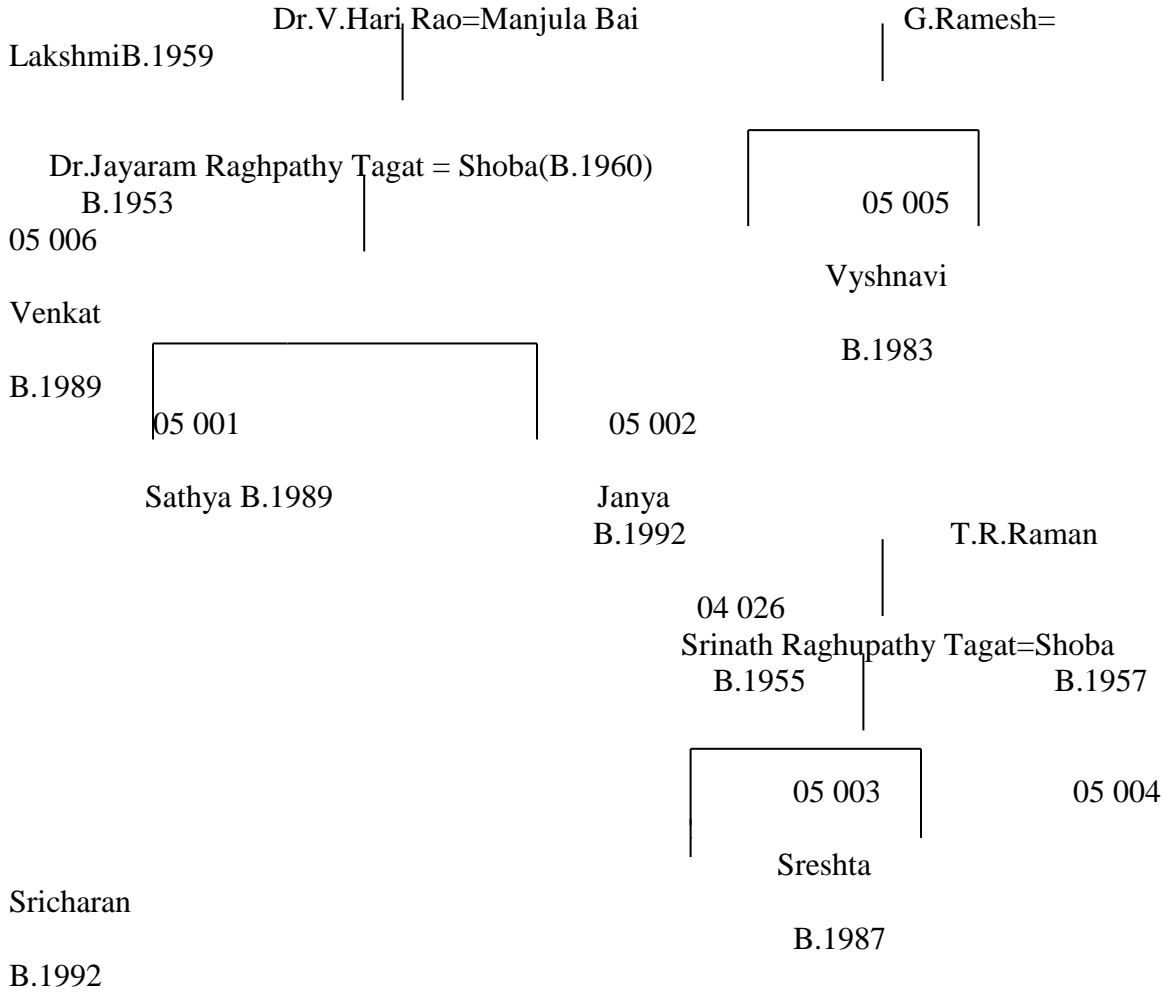 Dr.V.Hari Rao=Manjula Bai G.Ramesh=
LakshmiB.1959
Dr.Jayaram Raghpathy Tagat = Shoba(B.1960)
B.1953 05 005
05 006
Vyshnavi
Venkat
B.1983
B.1989
05 001 05 002
Sathya B.1989 Janya
B.1992 T.R.Raman
04 026
Srinath Raghupathy Tagat=Shoba
B.1955 B.1957
05 003 05 004
Sreshta
Sricharan
B.1987
B.1992